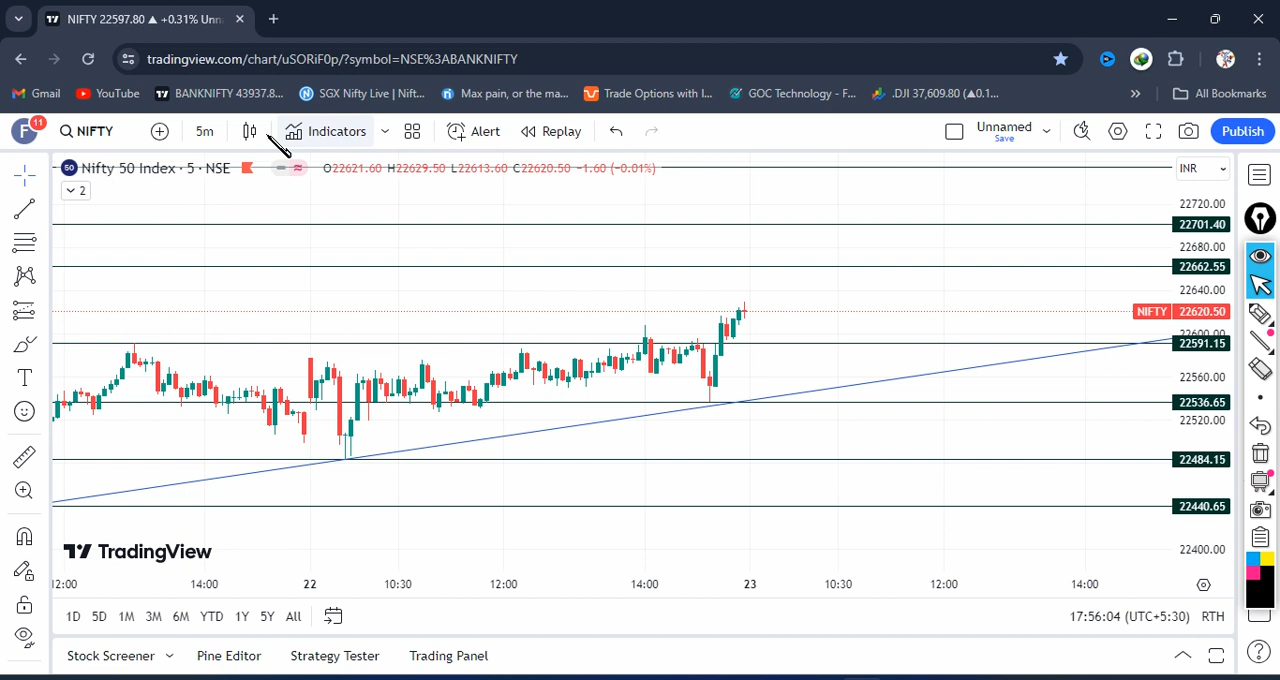 NIFTY 22597.80 ▲ +0.31% Unn
tradingview.com/chart/uSORiF0p/?symbol=NSE%3ABANKNIFTY
Gmail
YouTube
BANKNIFTY 43937.8...
SGX Nifty Live | Nift...
Max pain, or the ma...
Trade Options with I...
GOC Technology - F...
.DJI 37,609.80 (▲0.1...
»
All Bookmarks
F
11
NIFTY
5m
Indicators
Alert
Replay
Unnamed
Save
Publish
50
Nifty 50 Index · 5 · NSE
O22621.60 H22629.50 L22613.60 C22620.50 −1.60 (−0.01%)
INR
2
22720.00
22701.40
22680.00
22662.55
22640.00
NIFTY 22620.50
22600.00
22591.15
22560.00
22536.65
22520.00
22484.15
22440.65
22400.00
TradingView
12:00
14:00
22
10:30
12:00
14:00
23
10:30
12:00
14:00
1D 5D 1M 3M 6M YTD 1Y 5Y All
17:56:04 (UTC+5:30)
RTH
Stock Screener
Pine Editor
Strategy Tester
Trading Panel